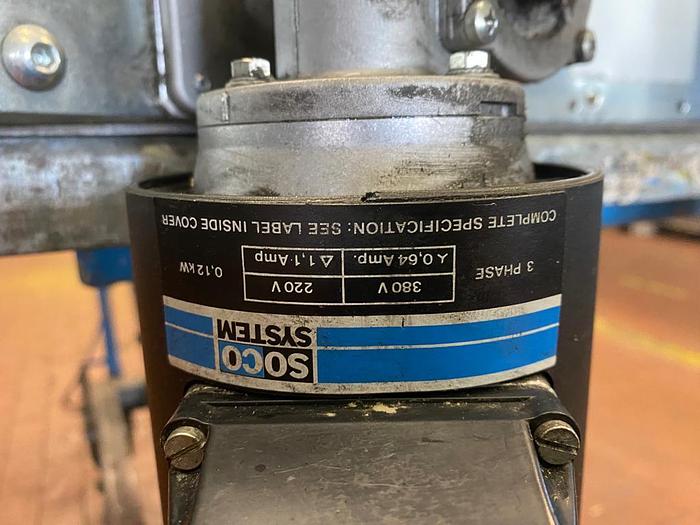 SOCO
SYSTEM
3 PHASE
380 V
220 V
0,12 kW
⅄ 0,64 Amp.
Δ 1,1 Amp
COMPLETE SPECIFICATION: SEE LABEL INSIDE COVER